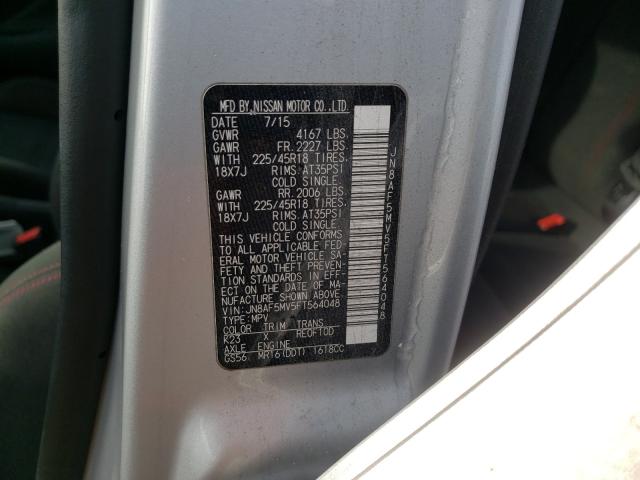 MFD BY NISSAN MOTOR CO., LTD.
DATE 7/15
GVWR 4167 LBS.
GAWR FR. 2227 LBS.
WITH 225/45R18 TIRES,
18X7J RIMS, AT35PSI
COLD SINGLE.
GAWR RR. 2006 LBS.
WITH 225/45R18 TIRES,
18X7J RIMS, AT35PSI
COLD SINGLE.
THIS VEHICLE CONFORMS
TO ALL APPLICABLE FED-
ERAL MOTOR VEHICLE SA-
FETY AND THEFT PREVEN-
TION STANDARDS IN EFF-
ECT ON THE DATE OF MA-
NUFACTURE SHOWN ABOVE.
VIN: JN8AF5MV5FT564048
TYPE: MPV
COLOR TRIM TRANS
K23 X RE0F10D
AXLE ENGINE
GS56 MR16(DDT) 1618CC
JN8AF5MV5FT564048